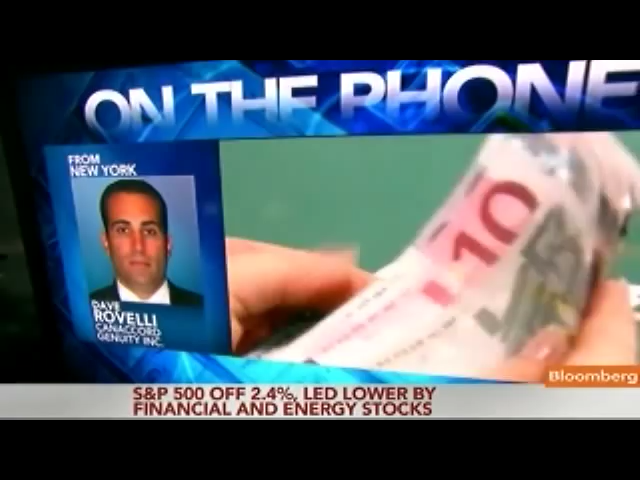 ON THE PHONE
FROM
NEW YORK
10
DAVE
ROVELLI
CANACCORD
GENUITY INC.
Bloomberg
S&P 500 OFF 2.4%, LED LOWER BY
FINANCIAL AND ENERGY STOCKS